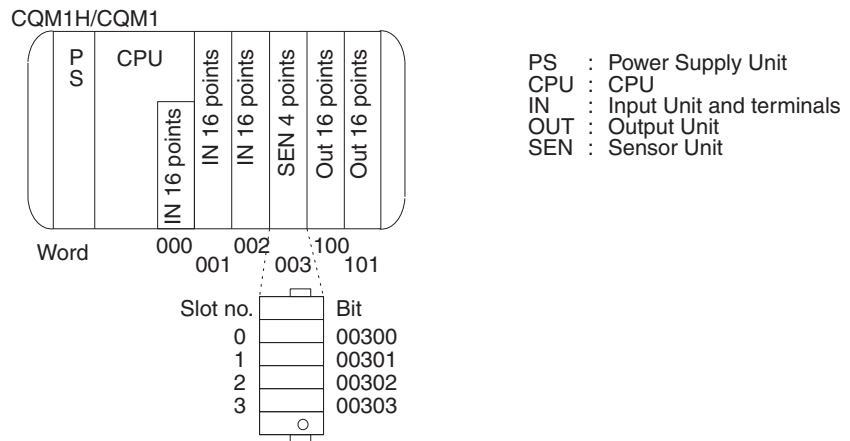 CQM1H/CQM1
P
S
CPU
IN 16 points
IN 16 points
IN 16 points
SEN 4 points
Out 16 points
Out 16 points
PS : Power Supply Unit
CPU : CPU
IN : Input Unit and terminals
OUT : Output Unit
SEN : Sensor Unit
Word 000 002 100
001 003 101
Slot no. Bit
0 00300
1 00301
2 00302
3 00303